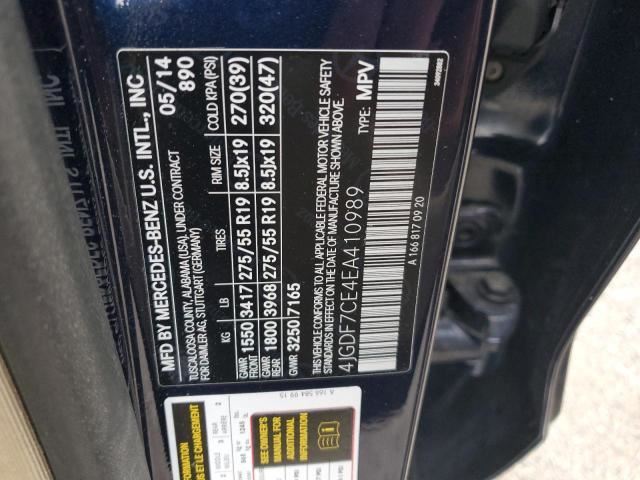 MFD BY MERCEDES-BENZ U.S. INTL., INC
TUSCALOOSA COUNTY, ALABAMA (USA), UNDER CONTRACT 05/14
FOR DAIMLER AG, STUTTGART (GERMANY) 890
KG LB TIRES RIM SIZE COLD KPA(PSI)
GAWR FRONT 1550 3417 275/55 R19 8.5Jx19 270(39)
GAWR REAR 1800 3968 275/55 R19 8.5Jx19 320(47)
GVWR 3250 7165
THIS VEHICLE CONFORMS TO ALL APPLICABLE FEDERAL MOTOR VEHICLE SAFETY
STANDARDS IN EFFECT ON THE DATE OF MANUFACTURE SHOWN ABOVE.
4JGDF7CE4EA410989 TYPE: MPV
A 166 817 09 20
A 166 584 99 15
SEE OWNER'S
MANUAL FOR
ADDITIONAL
INFORMATION